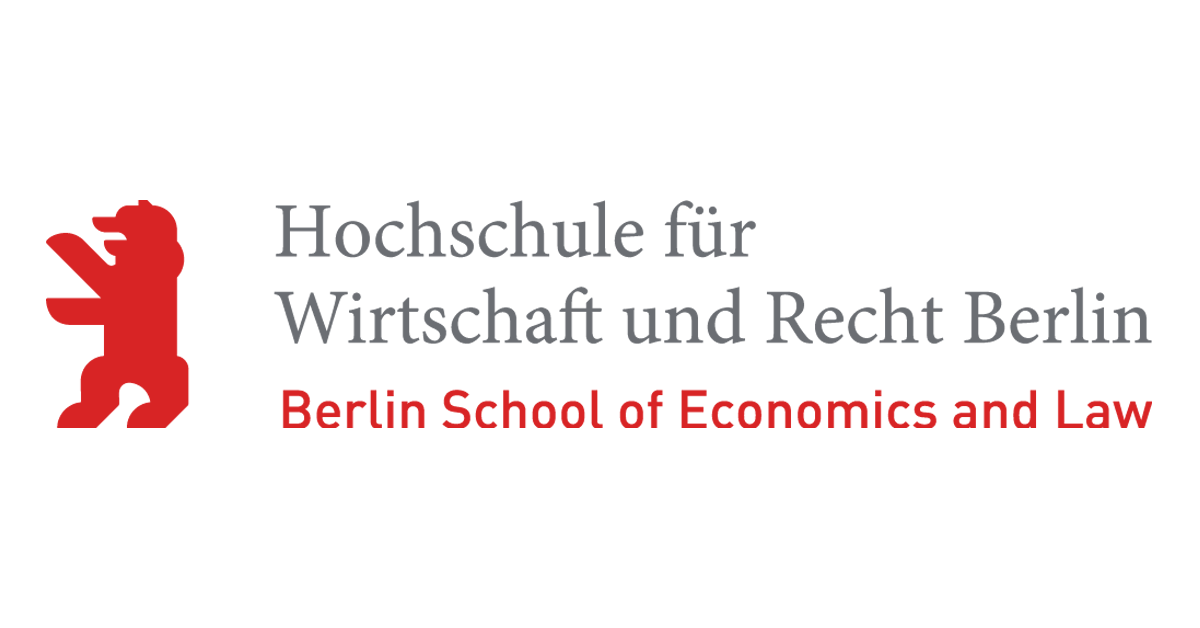 Hochschule für
Wirtschaft und Recht Berlin
Berlin School of Economics and Law